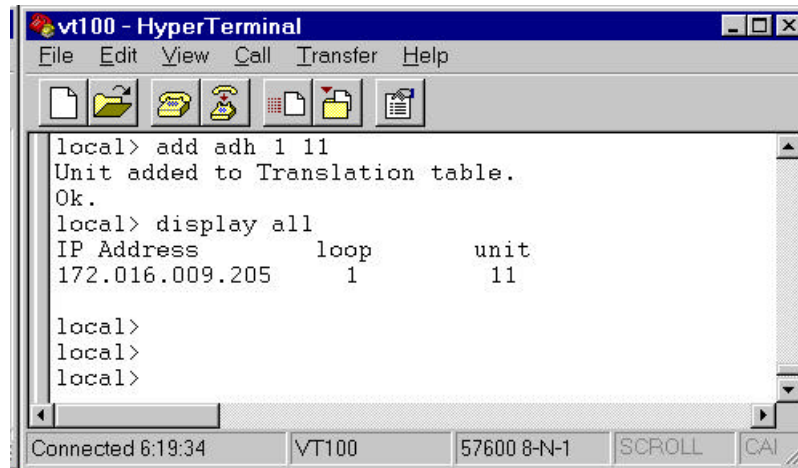 vt100 - HyperTerminal
File Edit View Call Transfer Help
local> add adh 1 11
Unit added to Translation table.
Ok.
local> display all
IP Address loop unit
172.016.009.205 1 11
local>
local>
local>
Connected 6:19:34 VT100 57600 8-N-1 SCROLL